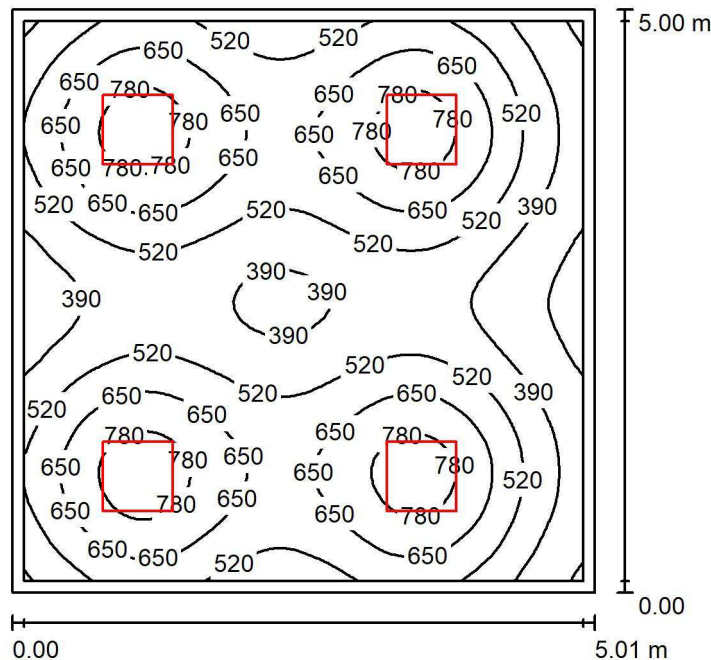 520 520 5.00 m
650 650
650 780 780 650
650 780 780 520
650 650 780 650
650 780.780 780 650
520 650 650 650 520 390
520 520 520
390 390 390
390
520 520 520
520 650 650 650 520 390
780 650 650 780
650 780 650 650 780 520
650 780 650 650 780
650 650 520 650
0.00
0.00 5.01 m